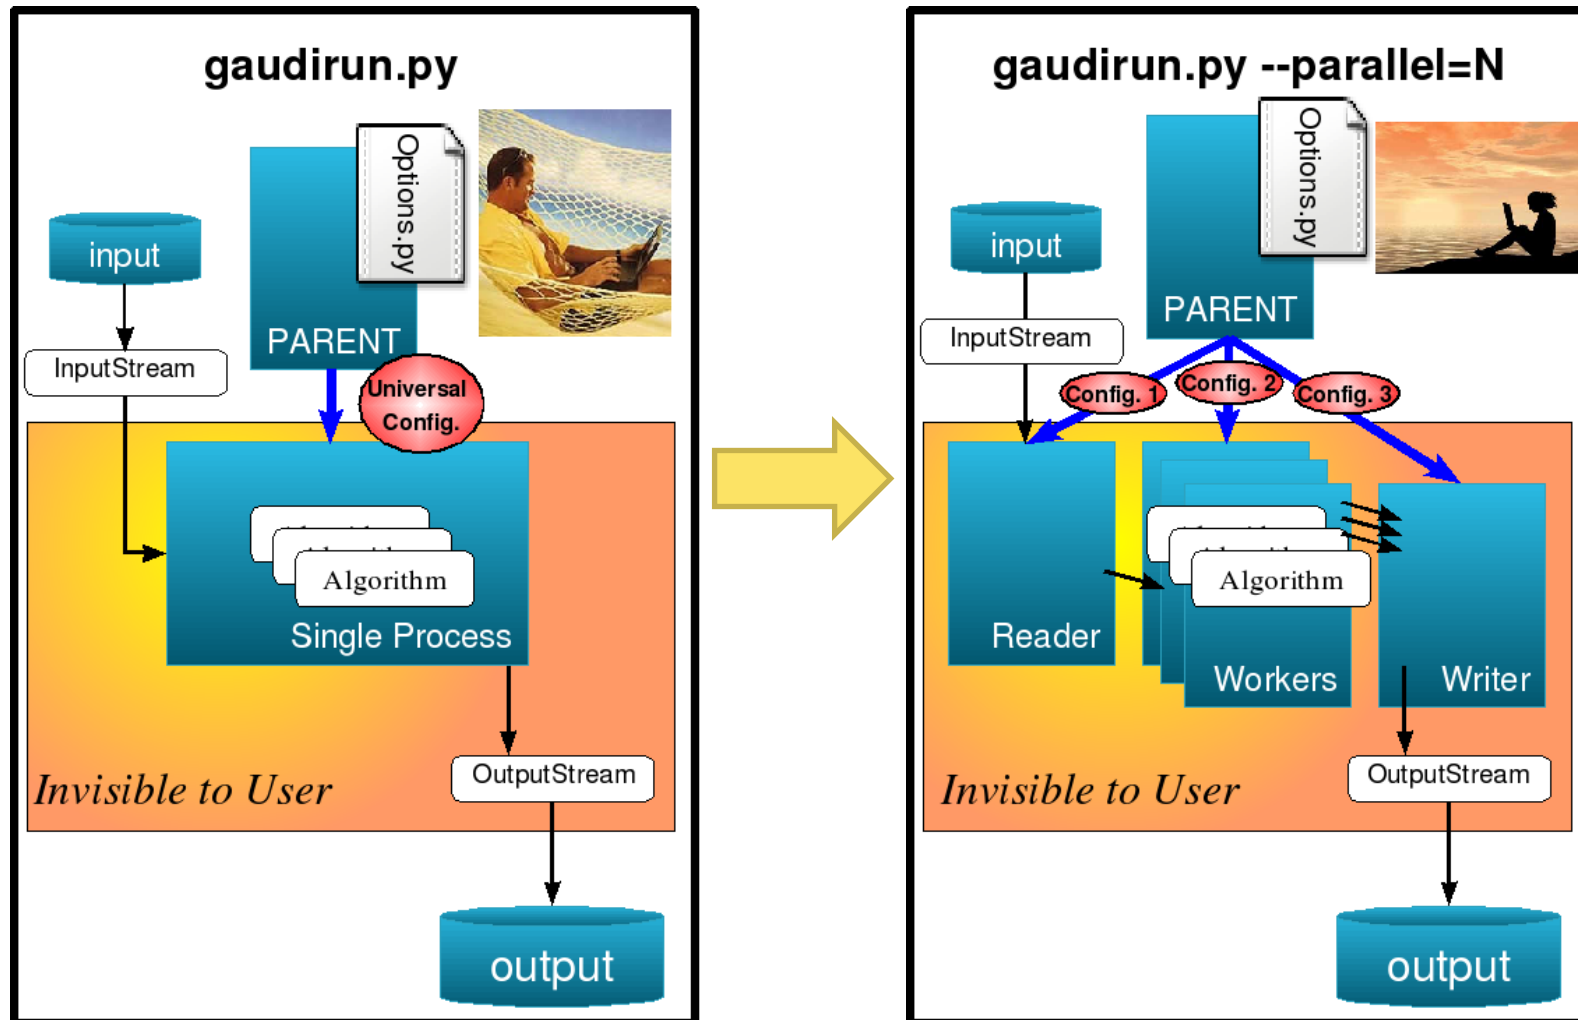 gaudirun.py
Options.py
input
PARENT
InputStream
Universal
Config.
Algorithm
Single Process
OutputStream
Invisible to User
output
gaudirun.py --parallel=N
Options.py
input
PARENT
InputStream
Config. 1
Config. 2
Config. 3
Algorithm
Reader
Workers
Writer
OutputStream
Invisible to User
output